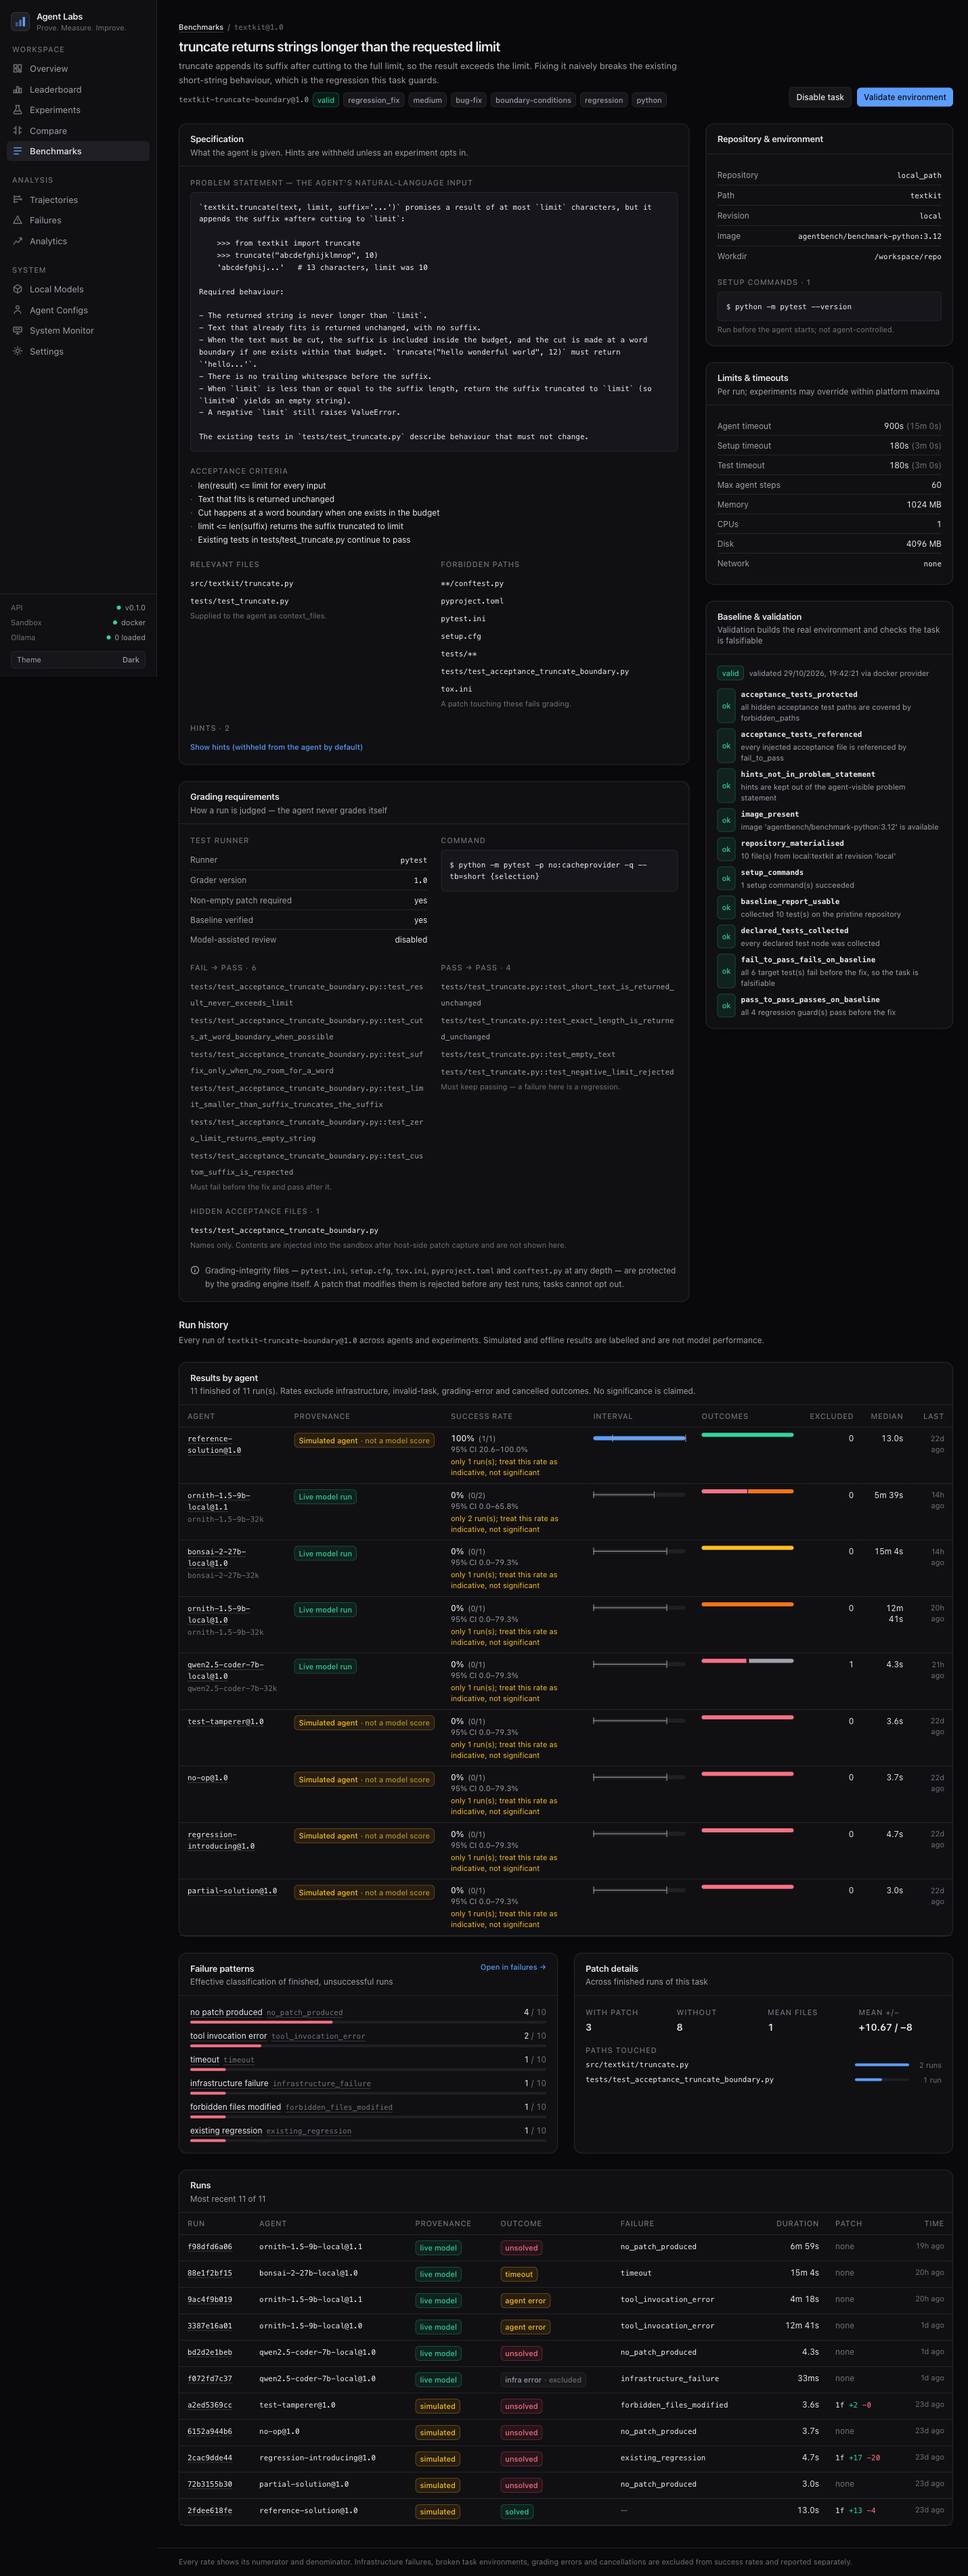 Agent Labs
Prove. Measure. Improve.
WORKSPACE
Overview
Leaderboard
Experiments
Compare
Benchmarks
ANALYSIS
Trajectories
Failures
Analytics
SYSTEM
Local Models
Agent Configs
System Monitor
Settings
API v0.1.0
Sandbox docker
Ollama 0 loaded
Theme Dark
Benchmarks / textkit@1.0
truncate returns strings longer than the requested limit
truncate appends its suffix after cutting to the full limit, so the result exceeds the limit. Fixing it naively breaks the existing
short-string behaviour, which is the regression this task guards.
textkit-truncate-boundary@1.0 valid regression_fix medium bug-fix boundary-conditions regression python
Disable task Validate environment
Specification
What the agent is given. Hints are withheld unless an experiment opts in.
PROBLEM STATEMENT — THE AGENT'S NATURAL-LANGUAGE INPUT
`textkit.truncate(text, limit, suffix='...')` promises a result of at most `limit` characters, but it
appends the suffix *after* cutting to `limit`:
>>> from textkit import truncate
>>> truncate("abcdefghijklmnop", 10)
'abcdefghij...'   # 13 characters, limit was 10
Required behaviour:
- The returned string is never longer than `limit`.
- Text that already fits is returned unchanged, with no suffix.
- When the text must be cut, the suffix is included inside the budget, and the cut is made at a word
boundary if one exists within that budget. `truncate("hello wonderful world", 12)` must return
`'hello...'`.
- There is no trailing whitespace before the suffix.
- When `limit` is less than or equal to the suffix length, return the suffix truncated to `limit` (so
`limit=0` yields an empty string).
- A negative `limit` still raises ValueError.
The existing tests in `tests/test_truncate.py` describe behaviour that must not change.
ACCEPTANCE CRITERIA
· len(result) <= limit for every input
· Text that fits is returned unchanged
· Cut happens at a word boundary when one exists in the budget
· limit <= len(suffix) returns the suffix truncated to limit
· Existing tests in tests/test_truncate.py continue to pass
RELEVANT FILES
src/textkit/truncate.py
tests/test_truncate.py
Supplied to the agent as context_files.
FORBIDDEN PATHS
**/conftest.py
pyproject.toml
pytest.ini
setup.cfg
tests/**
tests/test_acceptance_truncate_boundary.py
tox.ini
A patch touching these fails grading.
HINTS · 2
Show hints (withheld from the agent by default)
Grading requirements
How a run is judged — the agent never grades itself
TEST RUNNER
Runner pytest
Grader version 1.0
Non-empty patch required yes
Baseline verified yes
Model-assisted review disabled
COMMAND
$ python -m pytest -p no:cacheprovider -q --
tb=short {selection}
FAIL → PASS · 6
tests/test_acceptance_truncate_boundary.py::test_res
ult_never_exceeds_limit
tests/test_acceptance_truncate_boundary.py::test_cut
s_at_word_boundary_when_possible
tests/test_acceptance_truncate_boundary.py::test_suf
fix_only_when_no_room_for_a_word
tests/test_acceptance_truncate_boundary.py::test_lim
it_smaller_than_suffix_truncates_the_suffix
tests/test_acceptance_truncate_boundary.py::test_zer
o_limit_returns_empty_string
tests/test_acceptance_truncate_boundary.py::test_cus
tom_suffix_is_respected
Must fail before the fix and pass after it.
PASS → PASS · 4
tests/test_truncate.py::test_short_text_is_returned_
unchanged
tests/test_truncate.py::test_exact_length_is_returne
d_unchanged
tests/test_truncate.py::test_empty_text
tests/test_truncate.py::test_negative_limit_rejected
Must keep passing — a failure here is a regression.
HIDDEN ACCEPTANCE FILES · 1
tests/test_acceptance_truncate_boundary.py
Names only. Contents are injected into the sandbox after host-side patch capture and are not shown here.
Grading-integrity files — pytest.ini, setup.cfg, tox.ini, pyproject.toml and conftest.py at any depth — are protected
by the grading engine itself. A patch that modifies them is rejected before any test runs; tasks cannot opt out.
Repository & environment
Repository local_path
Path textkit
Revision local
Image agentbench/benchmark-python:3.12
Workdir /workspace/repo
SETUP COMMANDS · 1
$ python -m pytest --version
Run before the agent starts; not agent-controlled.
Limits & timeouts
Per run; experiments may override within platform maxima
Agent timeout 900s (15m 0s)
Setup timeout 180s (3m 0s)
Test timeout 180s (3m 0s)
Max agent steps 60
Memory 1024 MB
CPUs 1
Disk 4096 MB
Network none
Baseline & validation
Validation builds the real environment and checks the task
is falsifiable
valid validated 29/10/2026, 19:42:21 via docker provider
ok acceptance_tests_protected
all hidden acceptance test paths are covered by
forbidden_paths
ok acceptance_tests_referenced
every injected acceptance file is referenced by
fail_to_pass
ok hints_not_in_problem_statement
hints are kept out of the agent-visible problem
statement
ok image_present
image 'agentbench/benchmark-python:3.12' is available
ok repository_materialised
10 file(s) from local:textkit at revision 'local'
ok setup_commands
1 setup command(s) succeeded
ok baseline_report_usable
collected 10 test(s) on the pristine repository
ok declared_tests_collected
every declared test node was collected
ok fail_to_pass_fails_on_baseline
all 6 target test(s) fail before the fix, so the task is
falsifiable
ok pass_to_pass_passes_on_baseline
all 4 regression guard(s) pass before the fix
Run history
Every run of textkit-truncate-boundary@1.0 across agents and experiments. Simulated and offline results are labelled and are not model performance.
Results by agent
11 finished of 11 run(s). Rates exclude infrastructure, invalid-task, grading-error and cancelled outcomes. No significance is claimed.
AGENT PROVENANCE SUCCESS RATE INTERVAL OUTCOMES EXCLUDED MEDIAN LAST
reference-
solution@1.0
Simulated agent · not a model score
100% (1/1)
95% CI 20.6–100.0%
only 1 run(s); treat this rate as
indicative, not significant
0 13.0s 22d
ago
ornith-1.5-9b-
local@1.1
ornith-1.5-9b-32k
Live model run
0% (0/2)
95% CI 0.0–65.8%
only 2 run(s); treat this rate as
indicative, not significant
0 5m 39s 14h
ago
bonsai-2-27b-
local@1.0
bonsai-2-27b-32k
Live model run
0% (0/1)
95% CI 0.0–79.3%
only 1 run(s); treat this rate as
indicative, not significant
0 15m 4s 14h
ago
ornith-1.5-9b-
local@1.0
ornith-1.5-9b-32k
Live model run
0% (0/1)
95% CI 0.0–79.3%
only 1 run(s); treat this rate as
indicative, not significant
0 12m
41s
20h
ago
qwen2.5-coder-7b-
local@1.0
qwen2.5-coder-7b-32k
Live model run
0% (0/1)
95% CI 0.0–79.3%
only 1 run(s); treat this rate as
indicative, not significant
1 4.3s 21h
ago
test-tamperer@1.0
Simulated agent · not a model score
0% (0/1)
95% CI 0.0–79.3%
only 1 run(s); treat this rate as
indicative, not significant
0 3.6s 22d
ago
no-op@1.0
Simulated agent · not a model score
0% (0/1)
95% CI 0.0–79.3%
only 1 run(s); treat this rate as
indicative, not significant
0 3.7s 22d
ago
regression-
introducing@1.0
Simulated agent · not a model score
0% (0/1)
95% CI 0.0–79.3%
only 1 run(s); treat this rate as
indicative, not significant
0 4.7s 22d
ago
partial-solution@1.0
Simulated agent · not a model score
0% (0/1)
95% CI 0.0–79.3%
only 1 run(s); treat this rate as
indicative, not significant
0 3.0s 22d
ago
Failure patterns
Effective classification of finished, unsuccessful runs
Open in failures →
no patch produced no_patch_produced 4 / 10
tool invocation error tool_invocation_error 2 / 10
timeout timeout 1 / 10
infrastructure failure infrastructure_failure 1 / 10
forbidden files modified forbidden_files_modified 1 / 10
existing regression existing_regression 1 / 10
Patch details
Across finished runs of this task
WITH PATCH WITHOUT MEAN FILES MEAN +/−
3 8 1 +10.67 / −8
PATHS TOUCHED
src/textkit/truncate.py 2 runs
tests/test_acceptance_truncate_boundary.py 1 run
Runs
Most recent 11 of 11
RUN AGENT PROVENANCE OUTCOME FAILURE DURATION PATCH TIME
f98dfd6a06 ornith-1.5-9b-local@1.1 live model unsolved no_patch_produced 6m 59s none 19h ago
88e1f2bf15 bonsai-2-27b-local@1.0 live model timeout timeout 15m 4s none 20h ago
9ac4f9b019 ornith-1.5-9b-local@1.1 live model agent error tool_invocation_error 4m 18s none 20h ago
3387e16a01 ornith-1.5-9b-local@1.0 live model agent error tool_invocation_error 12m 41s none 1d ago
bd2d2e1beb qwen2.5-coder-7b-local@1.0 live model unsolved no_patch_produced 4.3s none 1d ago
f072fd7c37 qwen2.5-coder-7b-local@1.0 live model infra error · excluded infrastructure_failure 33ms none 1d ago
a2ed5369cc test-tamperer@1.0 simulated unsolved forbidden_files_modified 3.6s 1f +2 −0 23d ago
6152a944b6 no-op@1.0 simulated unsolved no_patch_produced 3.7s none 23d ago
2cac9dde44 regression-introducing@1.0 simulated unsolved existing_regression 4.7s 1f +17 −20 23d ago
72b3155b30 partial-solution@1.0 simulated unsolved no_patch_produced 3.0s none 23d ago
2fdee618fe reference-solution@1.0 simulated solved — 13.0s 1f +13 −4 23d ago
Every rate shows its numerator and denominator. Infrastructure failures, broken task environments, grading errors and cancellations are excluded from success rates and reported separately.